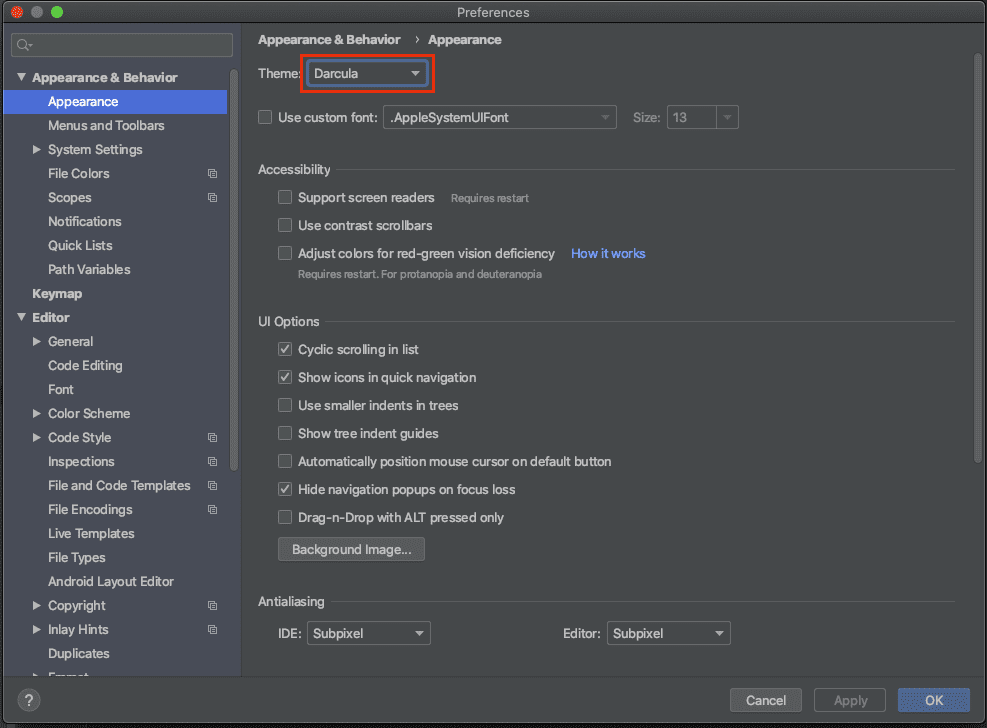 Preferences
Appearance & Behavior
Appearance
Menus and Toolbars
System Settings
File Colors
Scopes
Notifications
Quick Lists
Path Variables
Keymap
Editor
General
Code Editing
Font
Color Scheme
Code Style
Inspections
File and Code Templates
File Encodings
Live Templates
File Types
Android Layout Editor
Copyright
Inlay Hints
Duplicates
Appearance & Behavior › Appearance
Theme: Darcula
Use custom font: .AppleSystemUIFont Size: 13
Accessibility
Support screen readers Requires restart
Use contrast scrollbars
Adjust colors for red-green vision deficiency How it works
Requires restart. For protanopia and deuteranopia
UI Options
Cyclic scrolling in list
Show icons in quick navigation
Use smaller indents in trees
Show tree indent guides
Automatically position mouse cursor on default button
Hide navigation popups on focus loss
Drag-n-Drop with ALT pressed only
Background Image...
Antialiasing
IDE: Subpixel Editor: Subpixel
? Cancel Apply OK